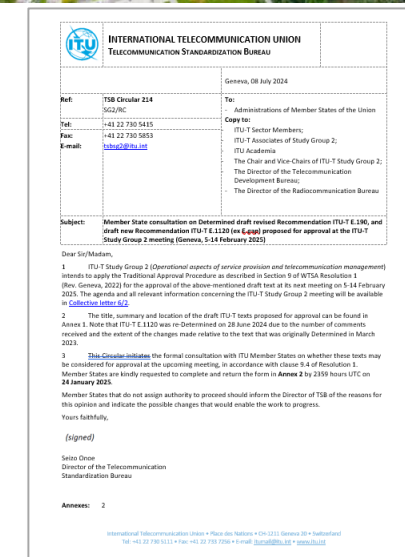 ITU
INTERNATIONAL TELECOMMUNICATION UNION
TELECOMMUNICATION STANDARDIZATION BUREAU
Geneva, 08 July 2024
Ref: TSB Circular 214
SG2/RC
Tel: +41 22 730 5415
Fax: +41 22 730 5853
E-mail: tsbsg2@itu.int
To:
- Administrations of Member States of the Union
Copy to:
- ITU-T Sector Members;
- ITU-T Associates of Study Group 2;
- ITU Academia
- The Chair and Vice-Chairs of ITU-T Study Group 2;
- The Director of the Telecommunication
Development Bureau;
- The Director of the Radiocommunication Bureau
Subject: Member State consultation on Determined draft revised Recommendation ITU-T E.190, and
draft new Recommendation ITU-T E.1120 (ex E.) proposed for approval at the ITU-T
Study Group 2 meeting (Geneva, 5-14 February 2025)
Dear Sir/Madam,
1 ITU-T Study Group 2 (Operational aspects of service provision and telecommunication management)
intends to apply the Traditional Approval Procedure as described in Section 9 of WTSA Resolution 1
(Rev. Geneva, 2022) for the approval of the above-mentioned draft text at its next meeting on 5-14 February
2025. The agenda and all relevant information concerning the ITU-T Study Group 2 meeting will be available
in Collective letter 6/2.
2 The title, summary and location of the draft ITU-T texts proposed for approval can be found in
Annex 1. Note that ITU-T E.1120 was re-Determined on 28 June 2024 due to the number of comments
received and the extent of the changes made relative to the text that was originally Determined in March
2023.
3 This Circular initiates the formal consultation with ITU Member States on whether these texts may
be considered for approval at the upcoming meeting, in accordance with clause 9.4 of Resolution 1.
Member States are kindly requested to complete and return the form in Annex 2 by 2359 hours UTC on
24 January 2025.
Member States that do not assign authority to proceed should inform the Director of TSB of the reasons for
this opinion and indicate the possible changes that would enable the work to progress.
Yours faithfully,
(signed)
Seizo Onoe
Director of the Telecommunication
Standardization Bureau
Annexes: 2
International Telecommunication Union • Place des Nations • CH-1211 Geneva 20 • Switzerland
Tel: +41 22 730 5111 • Fax: +41 22 733 7256 • E-mail: itumail@itu.int • www.itu.int